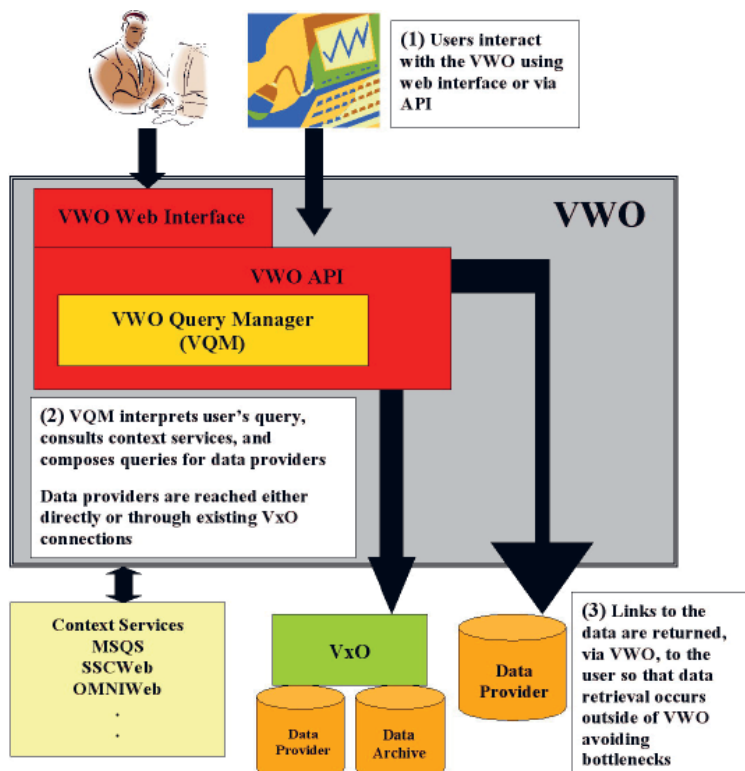 (1) Users interact
with the VWO using
web interface or via
API
VWO
VWO Web Interface
VWO API
VWO Query Manager
(VQM)
(2) VQM interprets user's query,
consults context services, and
composes queries for data providers
Data providers are reached either
directly or through existing VxO
connections
Context Services
MSQS
SSCWeb
OMNIWeb
.
.
VxO
Data
Provider
Data
Archive
Data
Provider
(3) Links to the
data are returned,
via VWO, to the
user so that data
retrieval occurs
outside of VWO
avoiding
bottlenecks